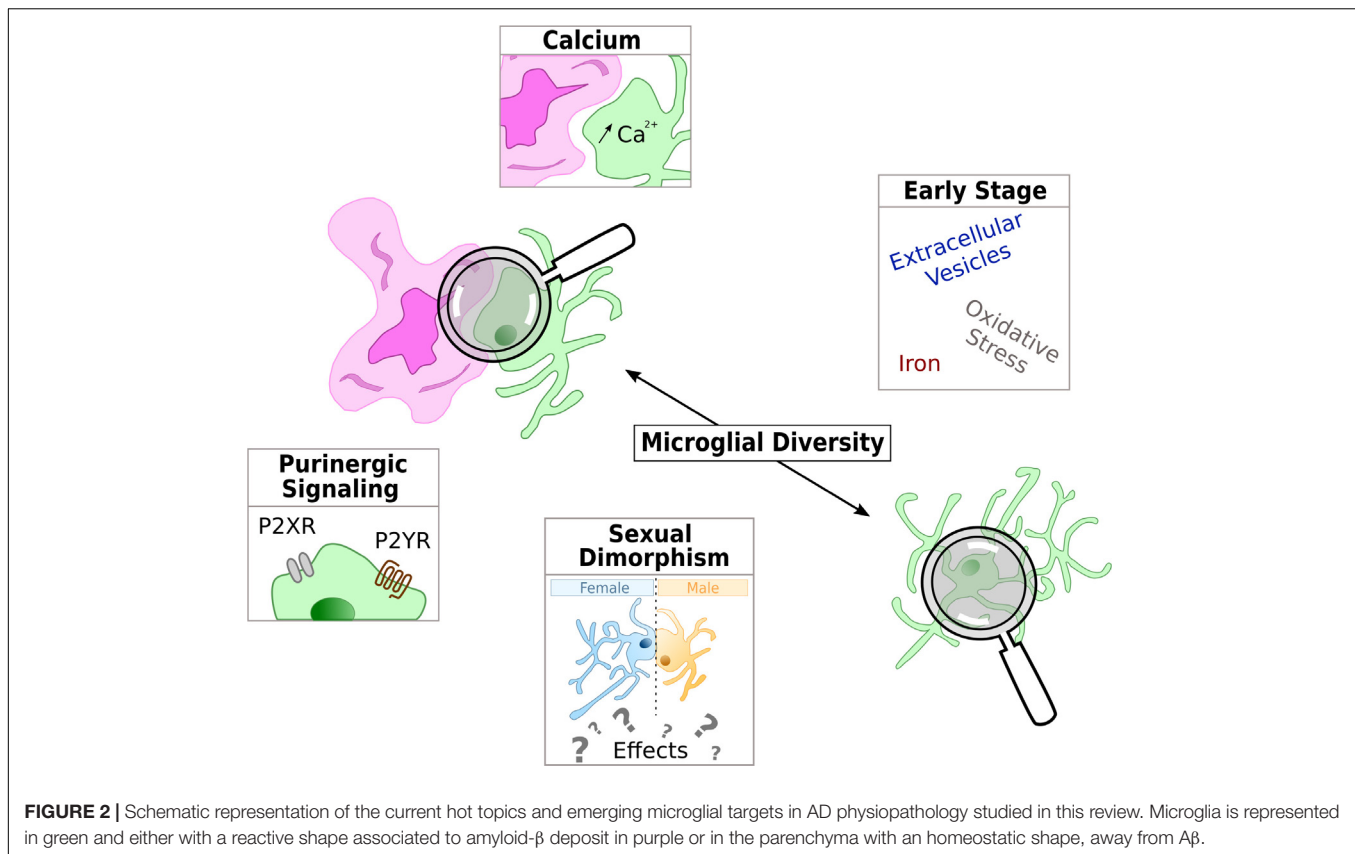 Calcium
↗ Ca²⁺
Early Stage
Extracellular
Vesicles
Oxidative
Stress
Iron
Microglial Diversity
Purinergic
Signaling
P2XR
P2YR
Sexual
Dimorphism
Female
Male
? ? ? ? ? ? ?
Effects
FIGURE 2 | Schematic representation of the current hot topics and emerging microglial targets in AD physiopathology studied in this review. Microglia is represented
in green and either with a reactive shape associated to amyloid-β deposit in purple or in the parenchyma with an homeostatic shape, away from Aβ.